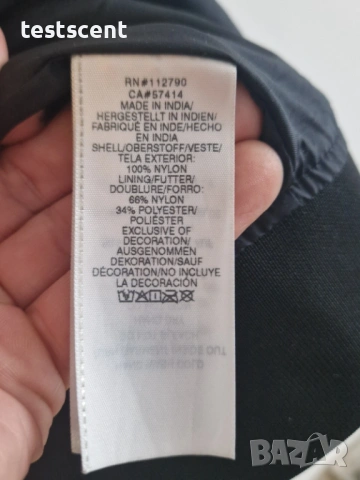 testscent
RN#112790
CA#57414
MADE IN INDIA/
HERGESTELLT IN INDIEN/
FABRIQUÉ EN INDE/HECHO
EN INDIA
SHELL/OBERSTOFF/VESTE/
TELA EXTERIOR:
100% NYLON
LINING/FUTTER/
DOUBLURE/FORRO:
66% NYLON
34% POLYESTER/
POLIÉSTER
EXCLUSIVE OF
DECORATION/
AUSGENOMMEN
DEKORATION/SAUF
DÉCORATION/NO INCLUYE
LA DECORACIÓN
BAZAR.BG